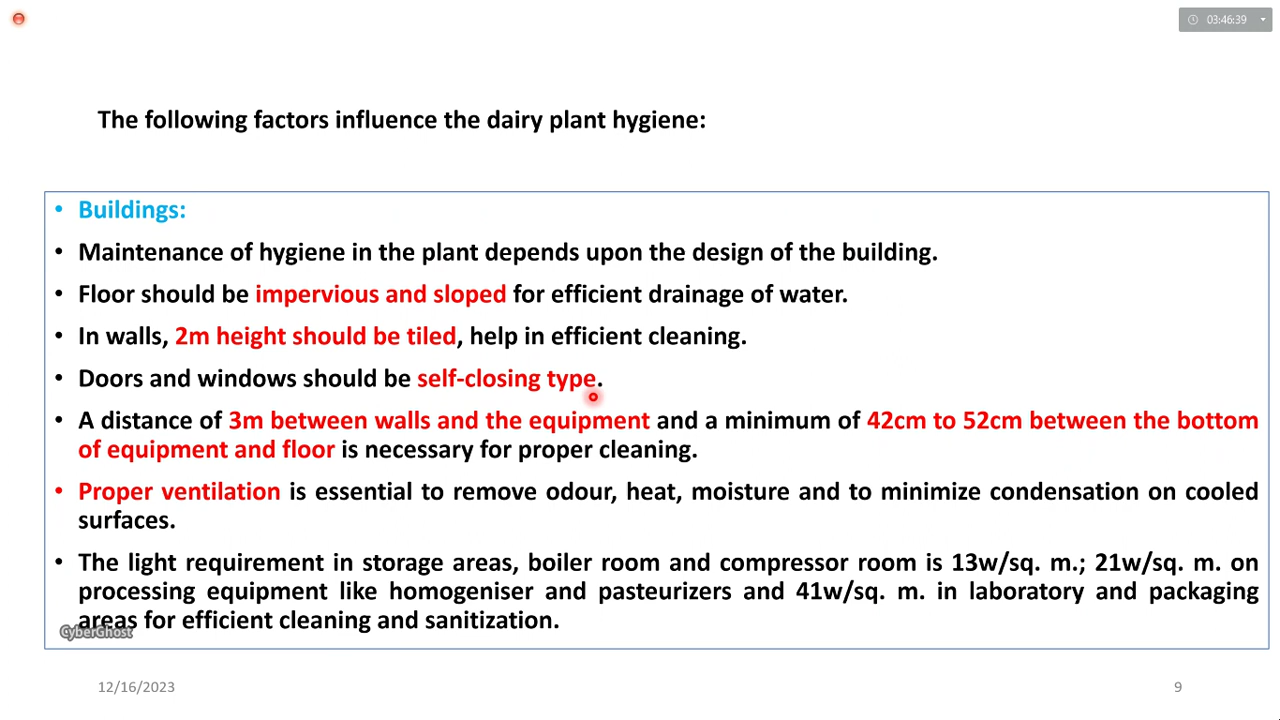 03:46:39
The following factors influence the dairy plant hygiene:
• Buildings:
• Maintenance of hygiene in the plant depends upon the design of the building.
• Floor should be impervious and sloped for efficient drainage of water.
• In walls, 2m height should be tiled, help in efficient cleaning.
• Doors and windows should be self-closing type.
• A distance of 3m between walls and the equipment and a minimum of 42cm to 52cm between the bottom
of equipment and floor is necessary for proper cleaning.
• Proper ventilation is essential to remove odour, heat, moisture and to minimize condensation on cooled
surfaces.
• The light requirement in storage areas, boiler room and compressor room is 13w/sq. m.; 21w/sq. m. on
processing equipment like homogeniser and pasteurizers and 41w/sq. m. in laboratory and packaging
areas for efficient cleaning and sanitization.
CyberGhost
12/16/2023
9